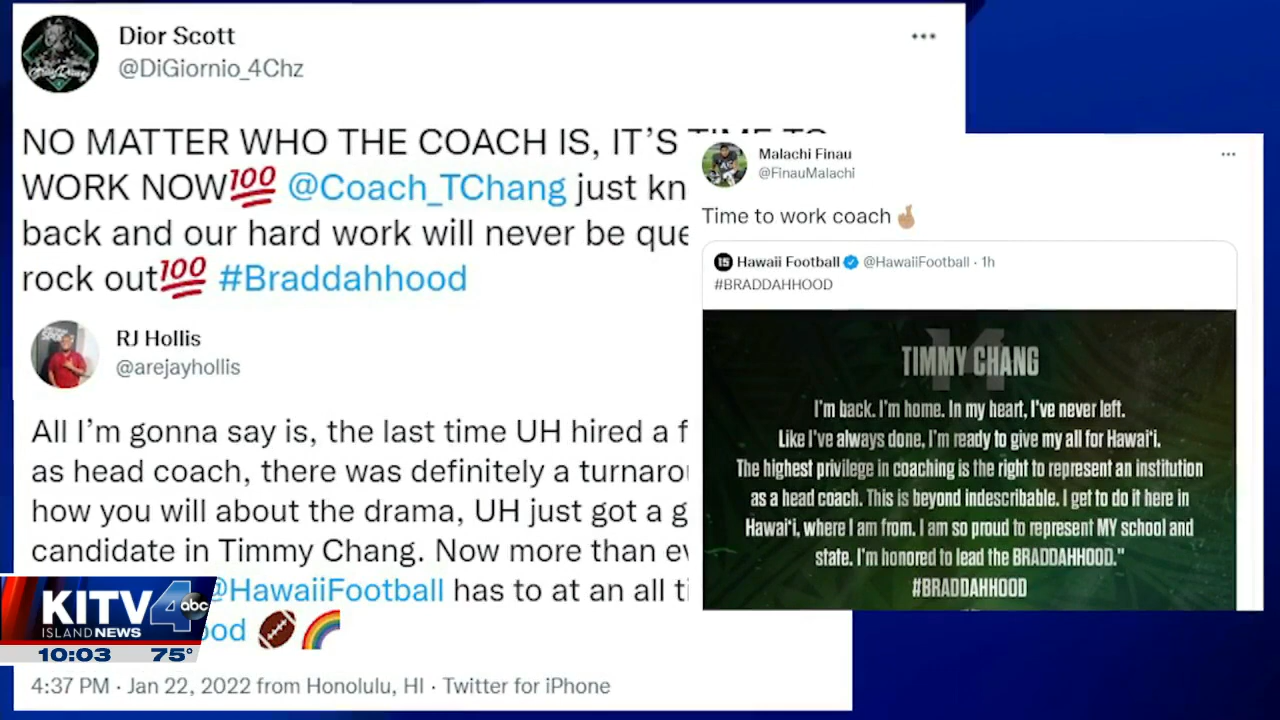 Dior Scott
@DiGiornio_4Chz
NO MATTER WHO THE COACH IS, IT'S TIME TO
WORK NOW💯 @Coach_TChang just kn
back and our hard work will never be que
rock out💯 #Braddahhood
RJ Hollis
@arejayhollis
All I'm gonna say is, the last time UH hired a f
as head coach, there was definitely a turnaro
how you will about the drama, UH just got a g
candidate in Timmy Chang. Now more than ev
@HawaiiFootball has to at an all ti
ood 🏈🌈
4:37 PM · Jan 22, 2022 from Honolulu, HI · Twitter for iPhone
Malachi Finau
@FinauMalachi
Time to work coach🤞🏽
Hawaii Football @HawaiiFootball · 1h
#BRADDAHHOOD
14
TIMMY CHANG
I'm back. I'm home. In my heart, I've never left.
Like I've always done, I'm ready to give my all for Hawai'i.
The highest privilege in coaching is the right to represent an institution
as a head coach. This is beyond indescribable. I get to do it here in
Hawai'i, where I am from. I am so proud to represent MY school and
state. I'm honored to lead the BRADDAHHOOD."
#BRADDAHHOOD
KITV4 abc
ISLAND NEWS
10:03 75°